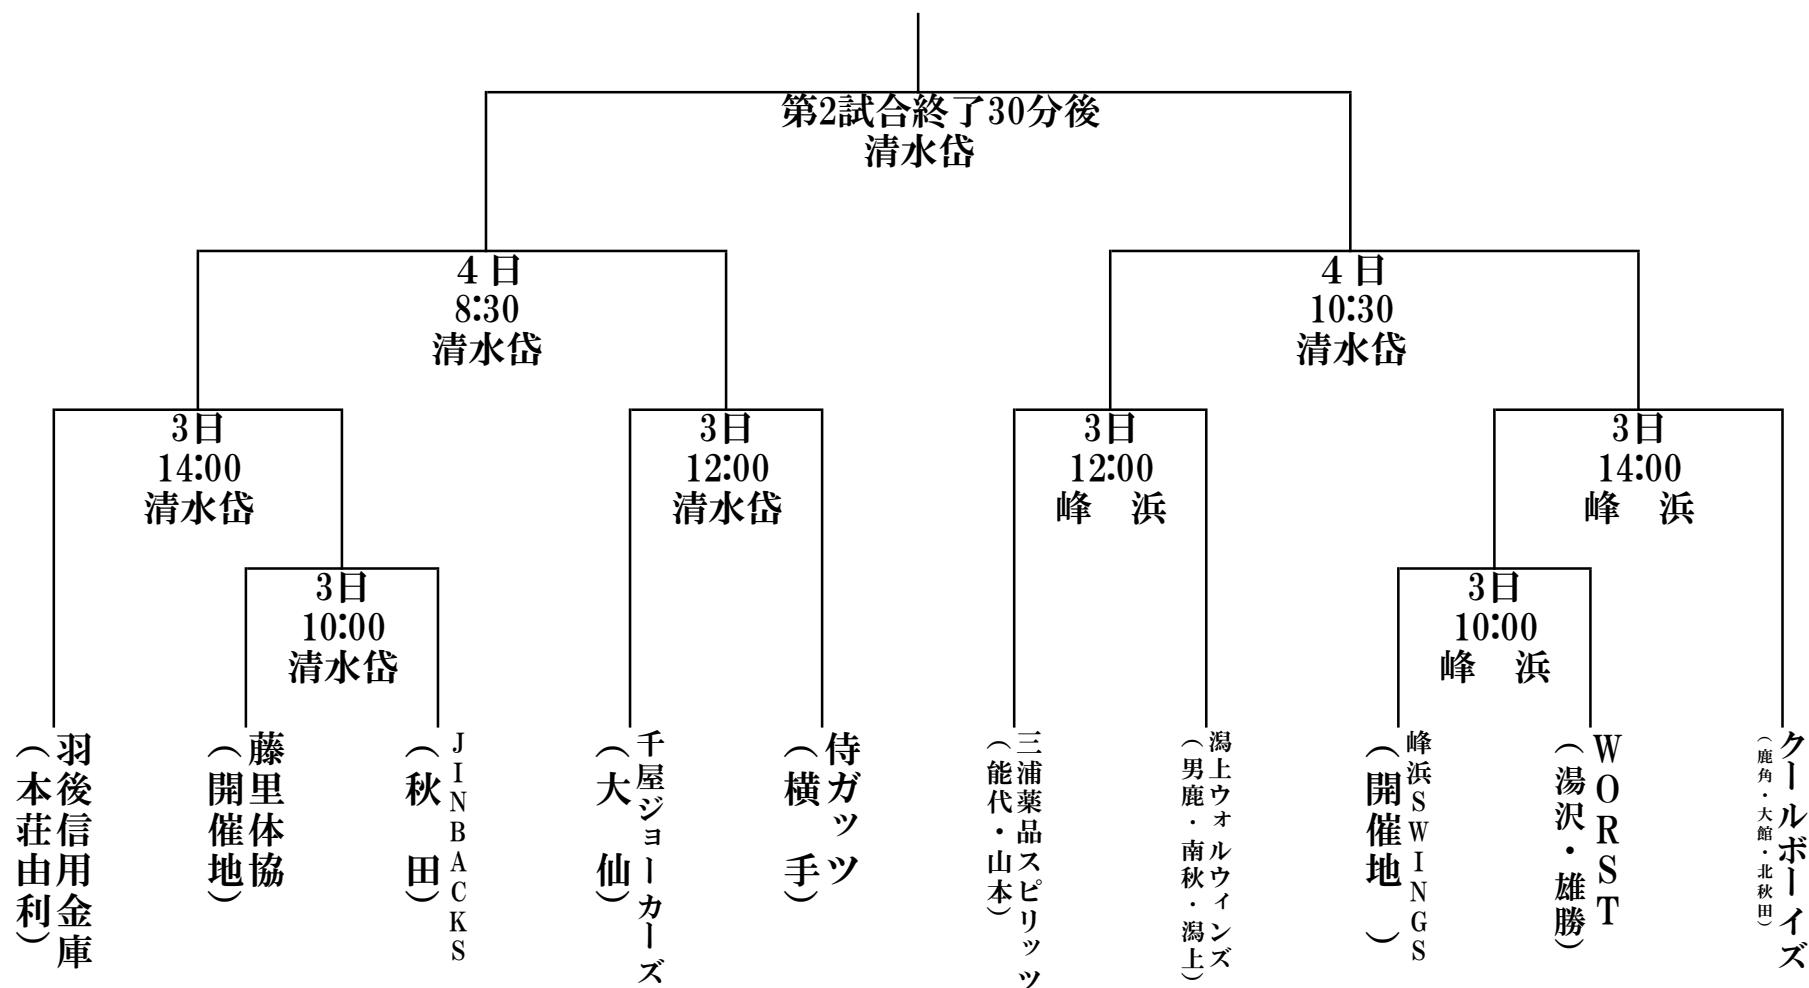 第2試合終了30分後
清水岱
4日
8:30
清水岱
4日
10:30
清水岱
3日
14:00
清水岱
3日
12:00
清水岱
3日
12:00
峰　浜
3日
14:00
峰　浜
3日
10:00
清水岱
3日
10:00
峰　浜
羽後信用金庫
（本荘由利）
藤里体協
（開催地）
JINBACKS
（秋　田）
千屋ジョーカーズ
（大　仙）
侍ガッツ
（横　手）
三浦薬品スピリッツ
（能代・山本）
潟上ウォルウィンズ
（男鹿・南秋・潟上）
峰浜SWINGS
（開催地　）
WORST
（湯沢・雄勝）
クールボーイズ
（鹿角・大館・北秋田）